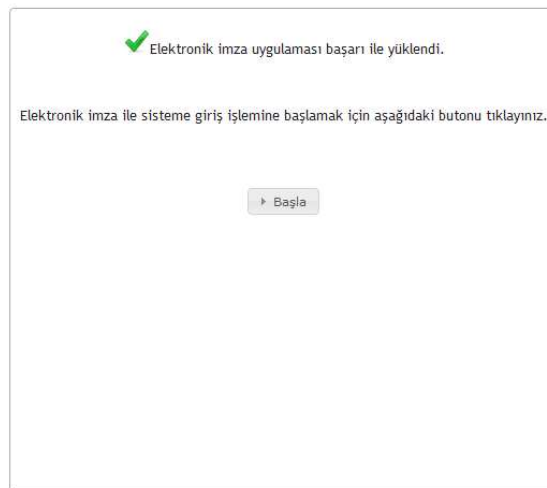 Elektronik imza uygulaması başarı ile yüklendi.
Elektronik imza ile sisteme giriş işlemine başlamak için aşağıdaki butonu tıklayınız.
Başla